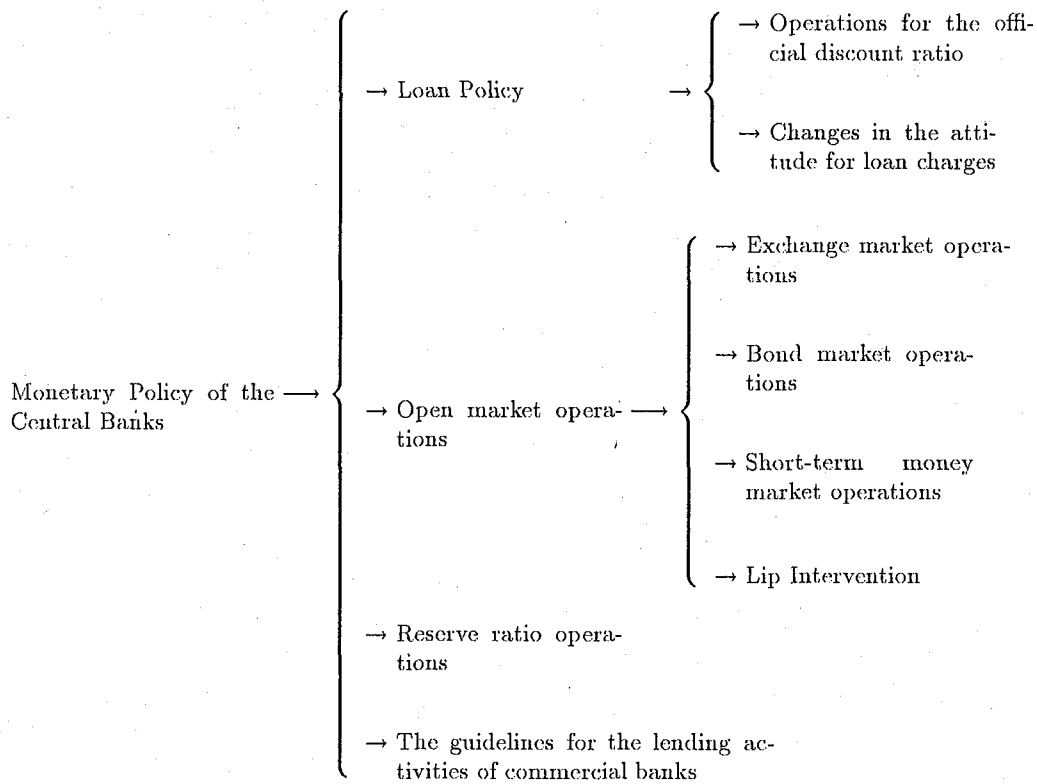 → Operations for the offi-
cial discount ratio
→ Loan Policy →
→ Changes in the atti-
tude for loan charges
→ Exchange market opera-
tions
→ Bond market opera-
tions
Monetary Policy of the →
Central Banks
→ Open market opera- →
tions
→ Short-term money
market operations
→ Lip Intervention
→ Reserve ratio opera-
tions
→ The guidelines for the lending ac-
tivities of commercial banks